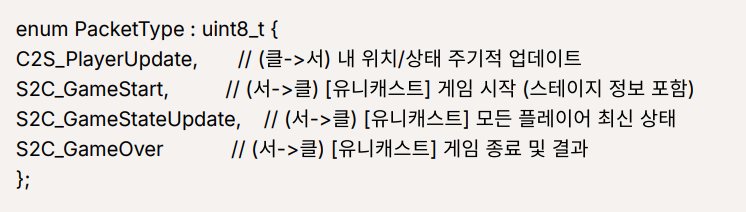 enum PacketType : uint8_t {
C2S_PlayerUpdate, // (클->서) 내 위치/상태 주기적 업데이트
S2C_GameStart, // (서->클) [유니캐스트] 게임 시작 (스테이지 정보 포함)
S2C_GameStateUpdate, // (서->클) [유니캐스트] 모든 플레이어 최신 상태
S2C_GameOver // (서->클) [유니캐스트] 게임 종료 및 결과
};